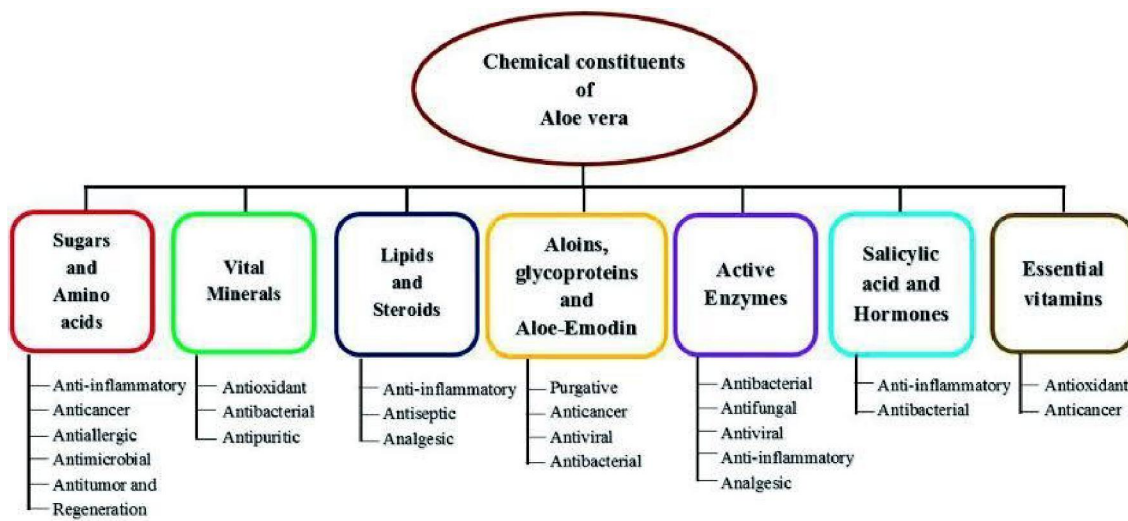 Chemical constituents
of
Aloe vera
Sugars
and
Amino
acids
Anti-inflammatory
Anticancer
Antiallergic
Antimicrobial
Antitumor and
Regeneration
Vital
Minerals
Antioxidant
Antibacterial
Antipuritic
Lipids
and
Steroids
Anti-inflammatory
Antiseptic
Analgesic
Aloins,
glycoproteins
and
Aloe-Emodin
Purgative
Anticancer
Antiviral
Antibacterial
Active
Enzymes
Antibacterial
Antifungal
Antiviral
Anti-inflammatory
Analgesic
Salicylic
acid and
Hormones
Anti-inflammatory
Antibacterial
Essential
vitamins
Antioxidant
Anticancer